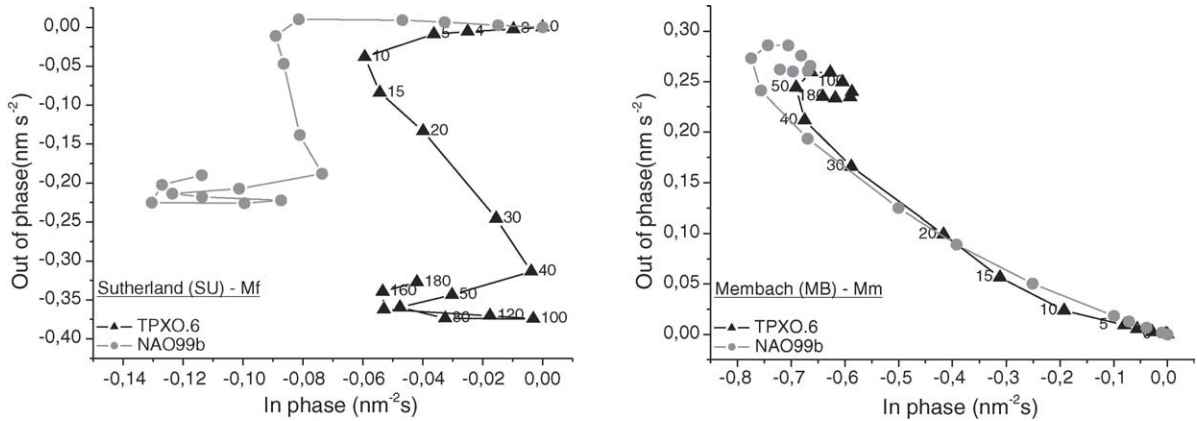 Out of phase(nm s⁻²)
0,00
-0,05
-0,10
-0,15
-0,20
-0,25
-0,30
-0,35
-0,40
5 4 3 0
10
15
20
30
40
180
160 50
80 120 100
Sutherland (SU) - Mf
TPXO.6
NAO99b
-0,14 -0,12 -0,10 -0,08 -0,06 -0,04 -0,02 0,00
In phase (nm⁻²s)
Out of phase(nm s⁻²)
0,30
0,25
0,20
0,15
0,10
0,05
0,00
100
50 180
40
30
20
15
10
5
Membach (MB) - Mm
TPXO.6
NAO99b
-0,8 -0,7 -0,6 -0,5 -0,4 -0,3 -0,2 -0,1 0,0
In phase (nm⁻²s)